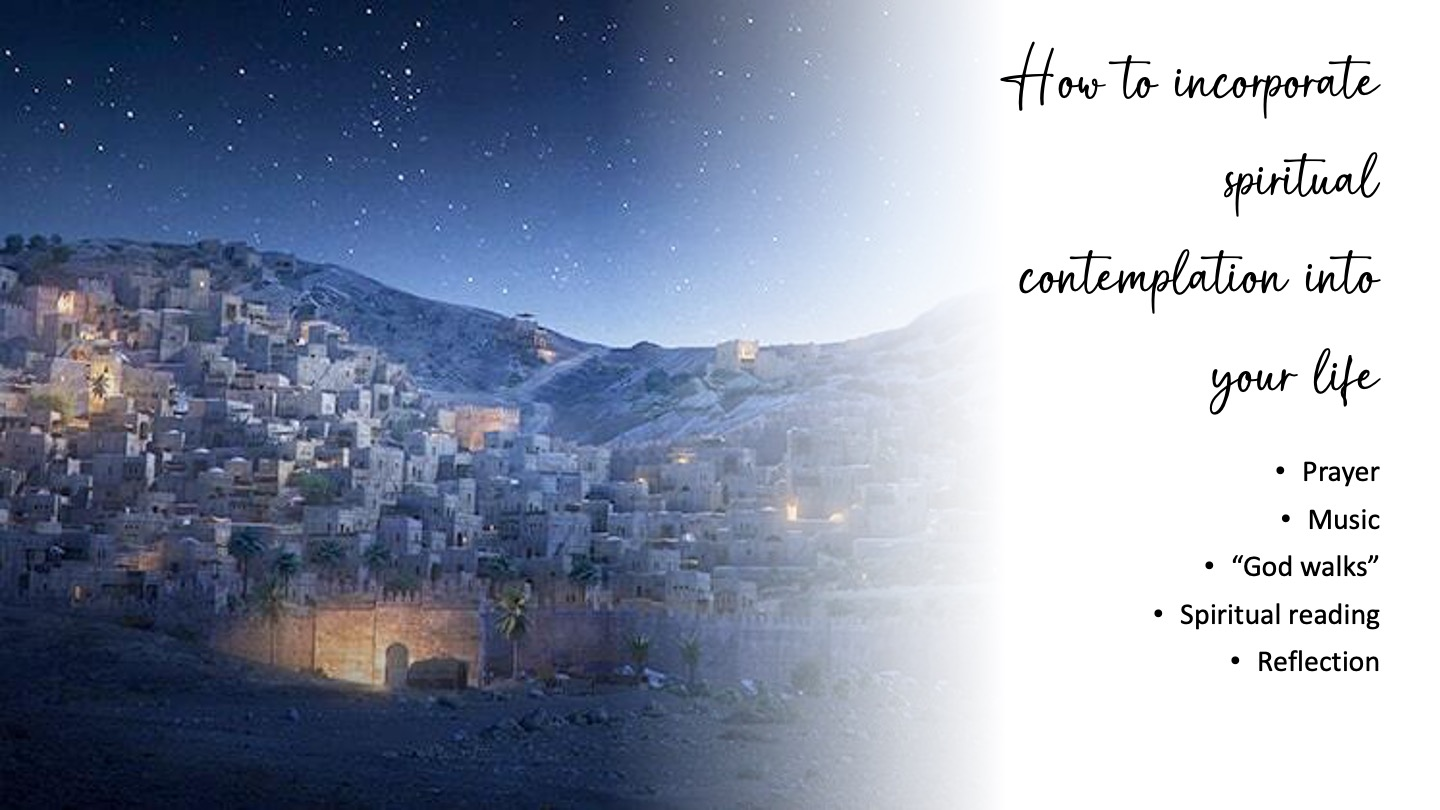 How to incorporate
spiritual
contemplation into
your life
• Prayer
• Music
• “God walks”
• Spiritual reading
• Reflection